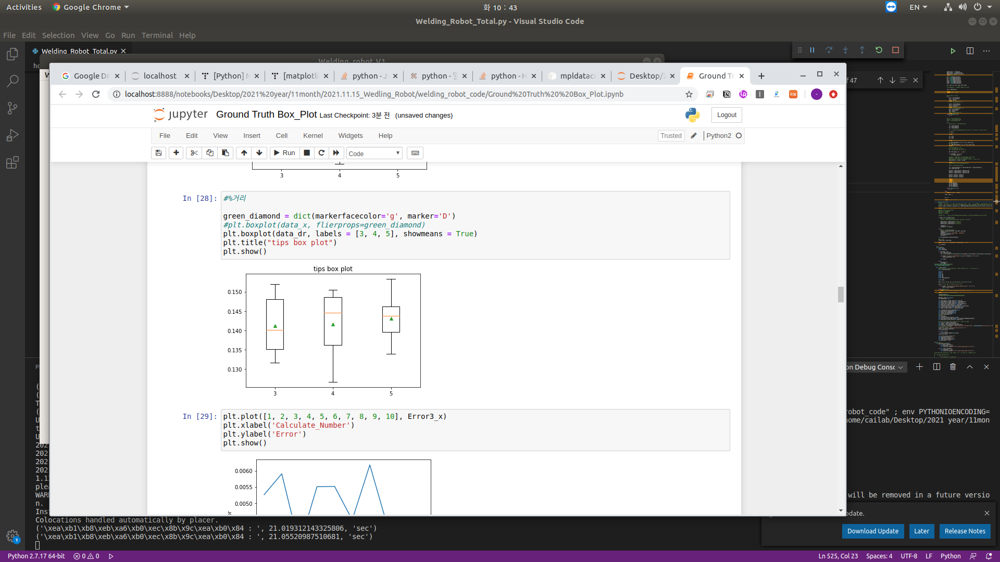 Activities Google Chrome 화 10 : 43 EN
Welding_Robot_Total.py - Visual Studio Code
File Edit Selection View Go Run Terminal Help
Welding_Robot_Total.py
Welding_robot V1
Google Dr localhost [Python] [matplotli python - python - python - H mpldatacu Desktop/2 Ground Tr
of 47
localhost:8888/notebooks/Desktop/2021%20year/11month/2021.11.15_Wedling_Robot/welding_robot_code/Ground%20Truth%20%20Box_Plot.ipynb
jupyter Ground Truth Box_Plot Last Checkpoint: 3분 전 (unsaved changes) Logout
File Edit View Insert Cell Kernel Widgets Help Trusted Python2
Run Code
3 4 5
In [28]: #%거리
green_diamond = dict(markerfacecolor='g', marker='D')
#plt.boxplot(data_x, flierprops=green_diamond)
plt.boxplot(data_dr, labels = [3, 4, 5], showmeans = True)
plt.title("tips box plot")
plt.show()
tips box plot
0.150
0.145
0.140
0.135
0.130
3 4 5
on Debug Consc
In [29]: plt.plot([1, 2, 3, 4, 5, 6, 7, 8, 9, 10], Error3_x)
plt.xlabel('Calculate_Number')
plt.ylabel('Error')
plt.show()
robot_code" ; env PYTHONIOENCODING=
home/cailab/Desktop/2021 year/11mon
0.0060
0.0055
0.0050
202
202
202
202
1.1
plea
WAR will be removed in a future versio
n.
Inst
Colocations handled automatically by placer.
('\xea\xb1\xb8\xeb\xa6\xb0\xec\x8b\x9c\xea\xb0\x84 : ', 21.019312143325806, 'sec')
('\xea\xb1\xb8\xeb\xa6\xb0\xec\x8b\x9c\xea\xb0\x84 : ', 21.05520987510681, 'sec')
pdate.
Download Update Later Release Notes
1
Python 2.7.17 64-bit 0 0 Ln 525, Col 23 Spaces: 4 UTF-8 LF Python